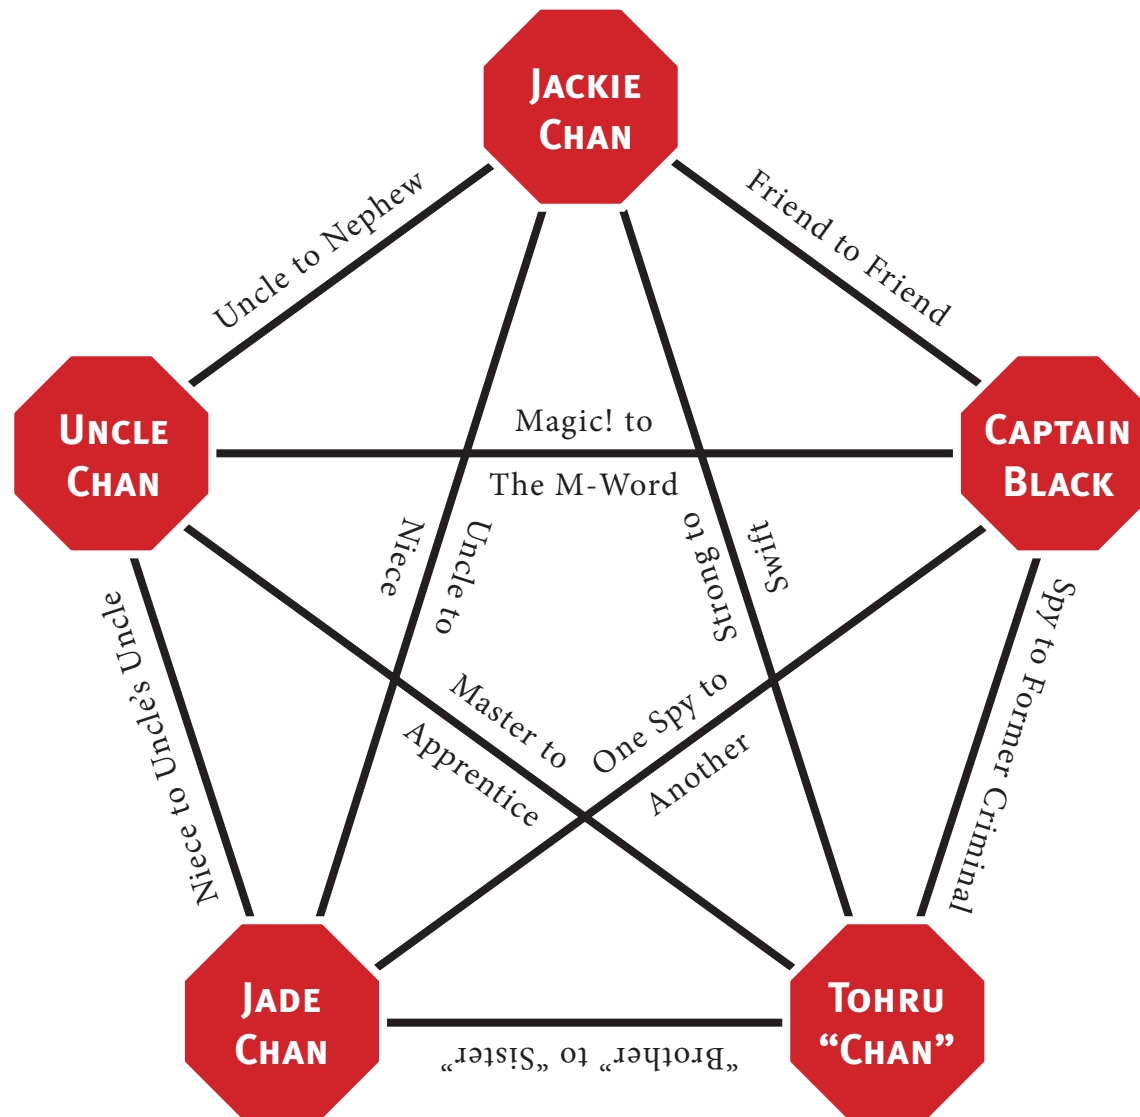 JACKIE
CHAN
Uncle to Nephew
Friend to Friend
UNCLE
CHAN
Magic! to
The M-Word
CAPTAIN
BLACK
Niece
Uncle to
Strong to
Swift
Niece to Uncle's Uncle
Master to
Apprentice
One Spy to
Another
Spy to Former Criminal
JADE
CHAN
"Brother" to "Sister"
TOHRU
“CHAN”